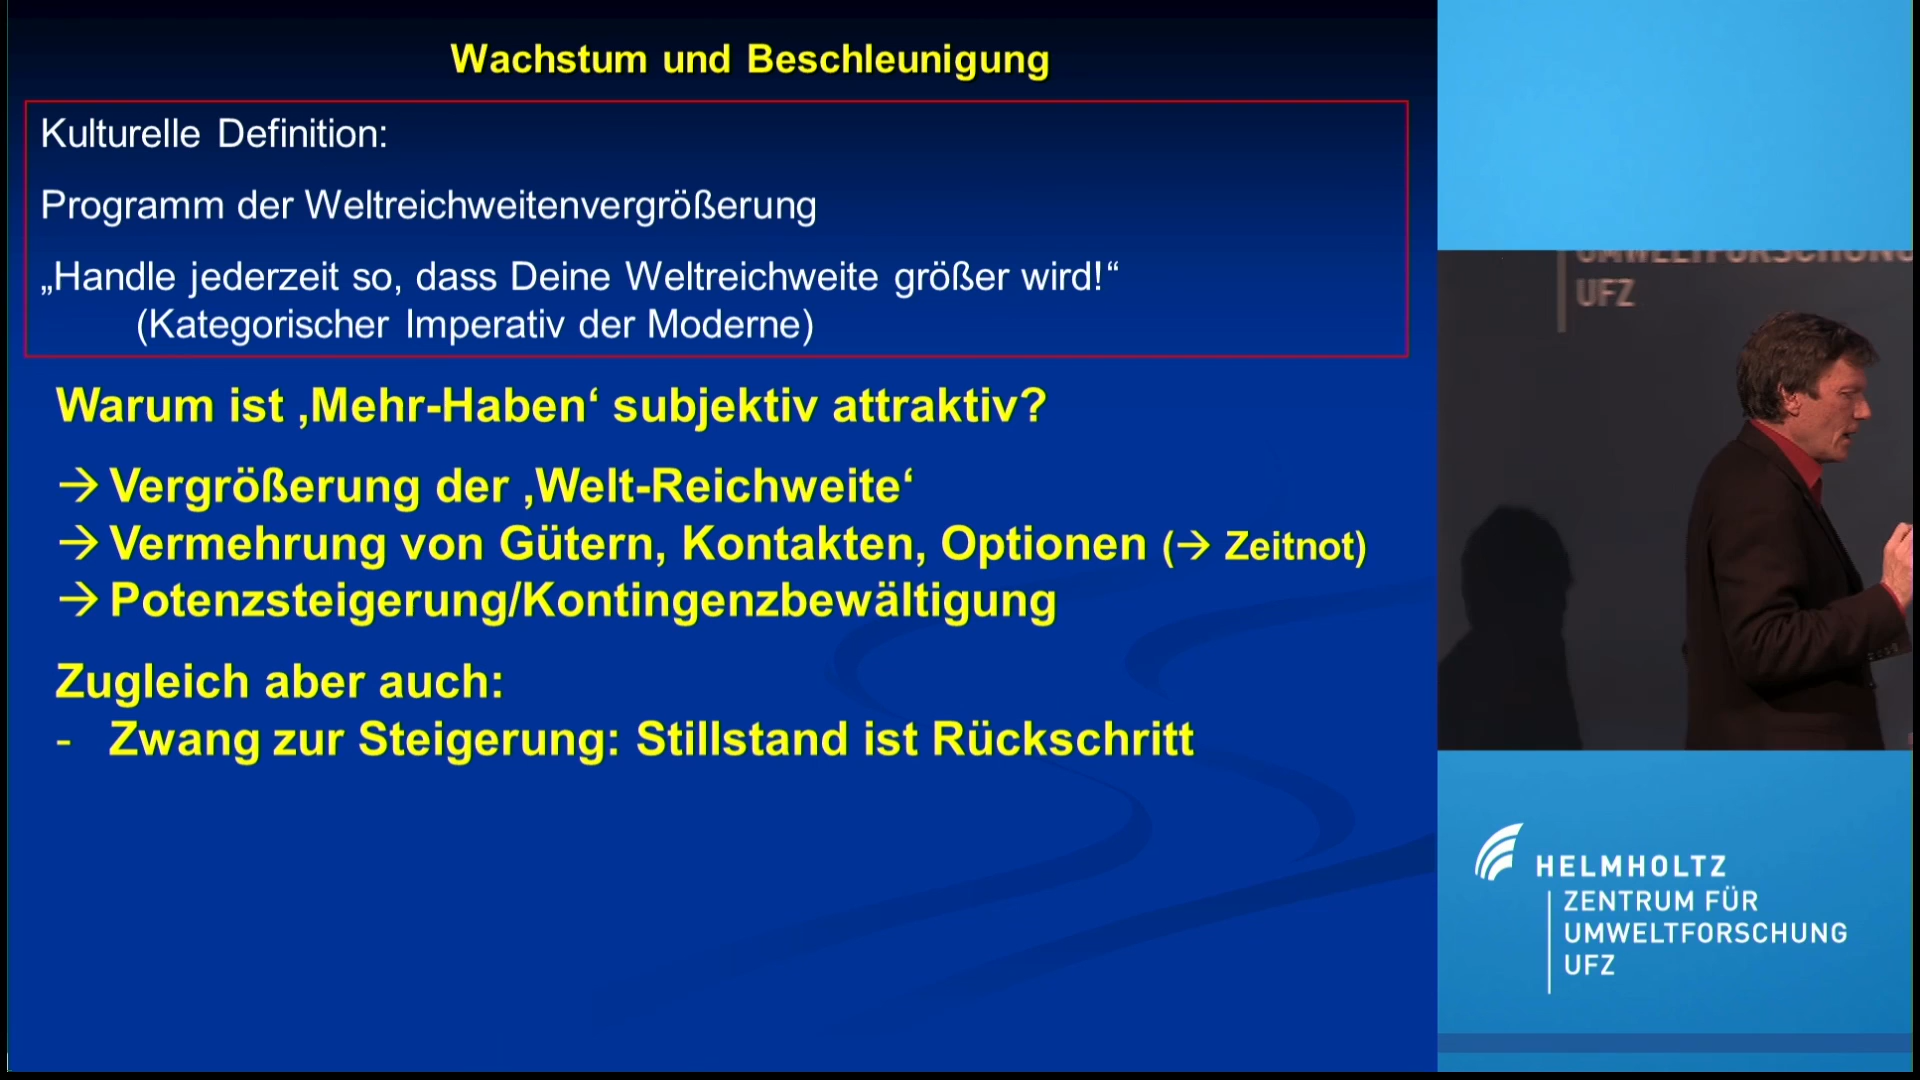 Wachstum und Beschleunigung
Kulturelle Definition:
Programm der Weltreichweitenvergrößerung
„Handle jederzeit so, dass Deine Weltreichweite größer wird!“
(Kategorischer Imperativ der Moderne)
Warum ist ‚Mehr-Haben‘ subjektiv attraktiv?
→ Vergrößerung der ‚Welt-Reichweite‘
→ Vermehrung von Gütern, Kontakten, Optionen (→ Zeitnot)
→ Potenzsteigerung/Kontingenzbewältigung
Zugleich aber auch:
- Zwang zur Steigerung: Stillstand ist Rückschritt
UMWELTFORSCHUNG
UFZ
HELMHOLTZ
ZENTRUM FÜR
UMWELTFORSCHUNG
UFZ